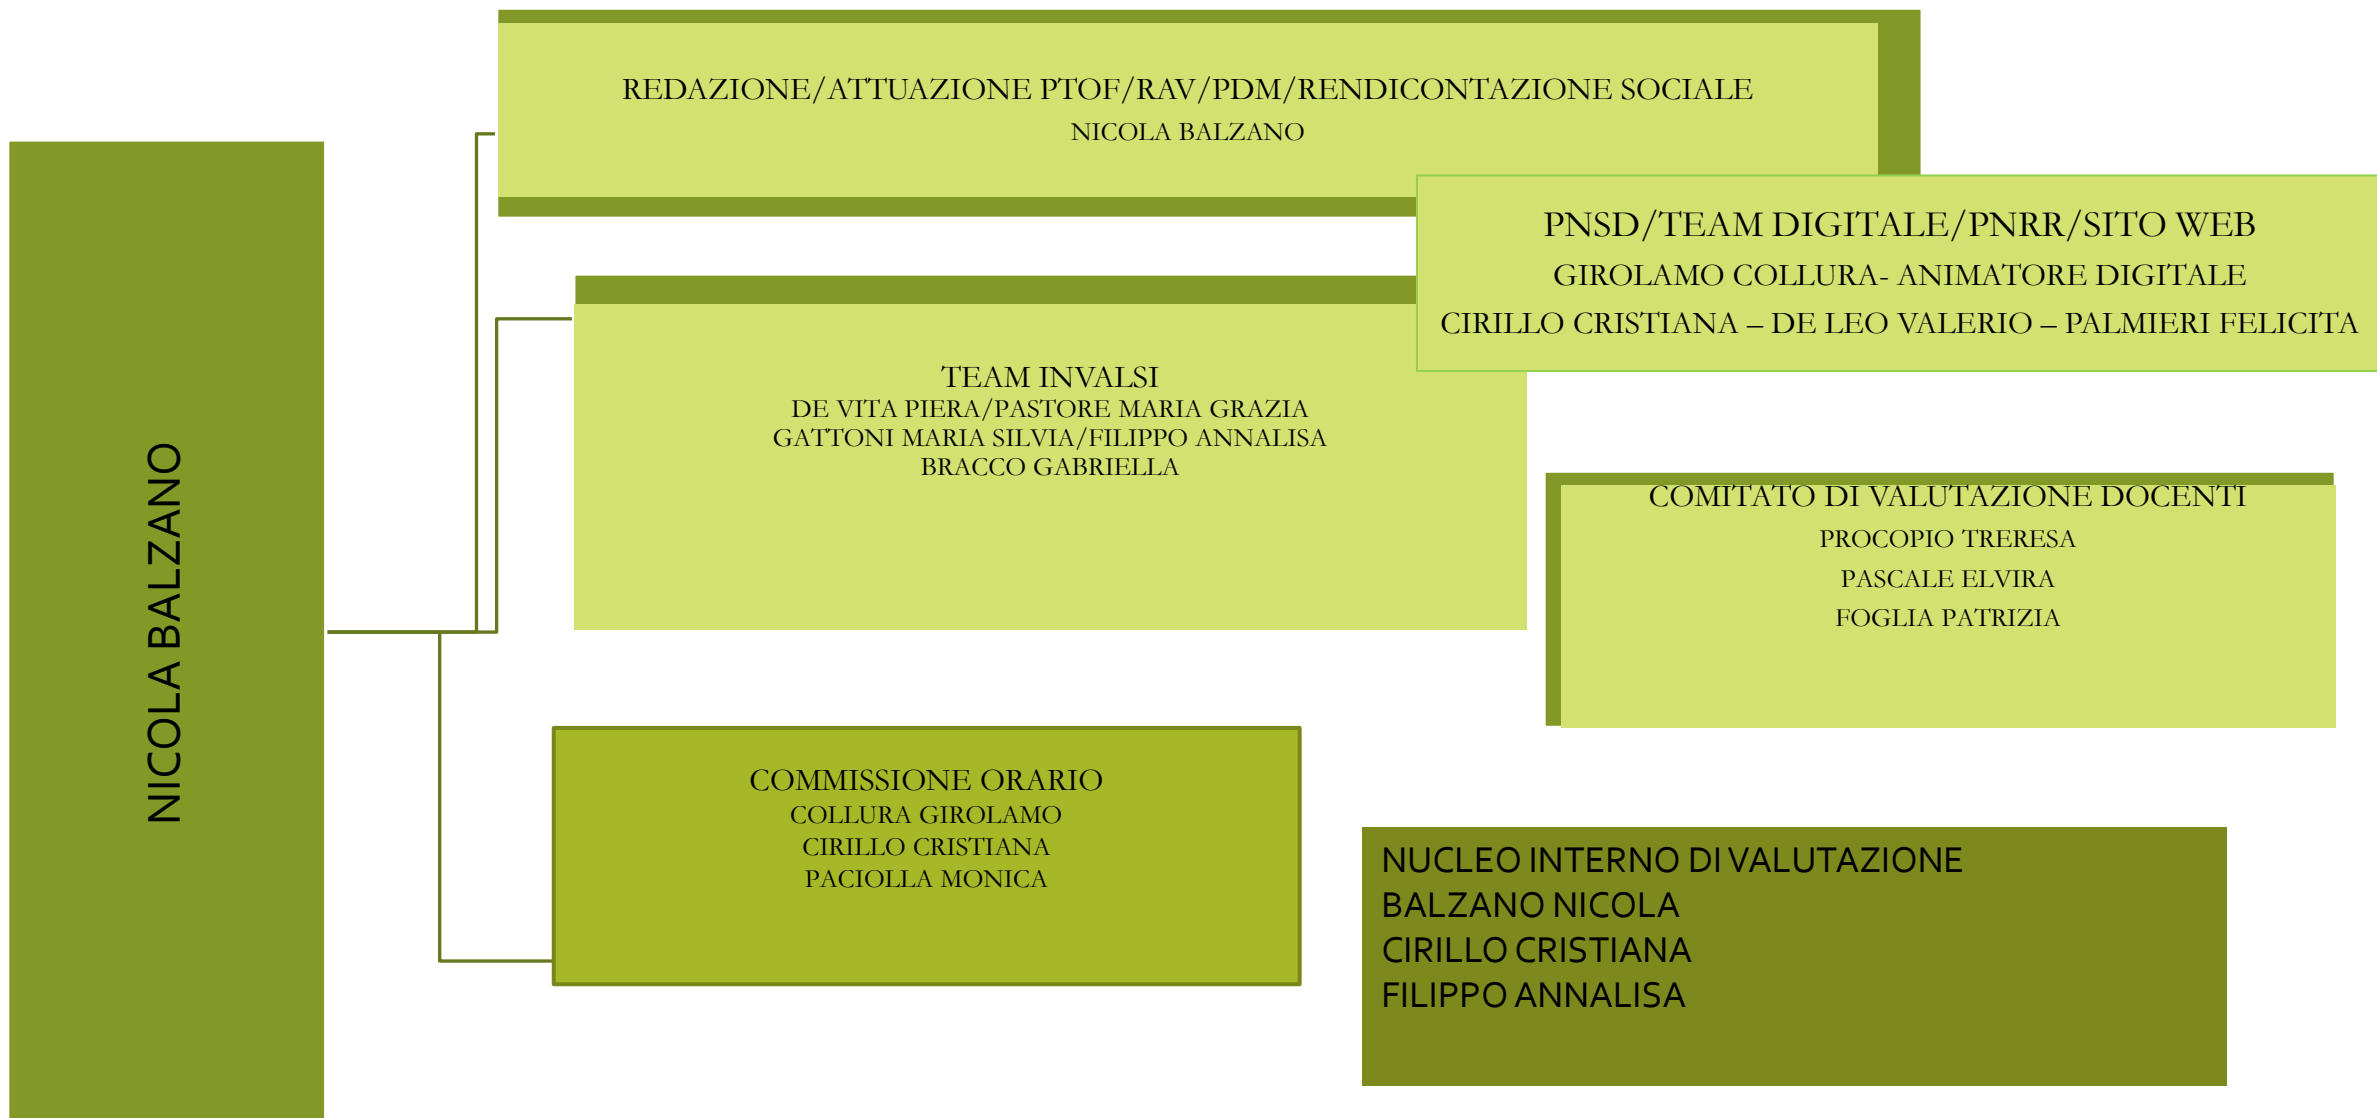 NICOLA BALZANO
REDAZIONE/ATTUAZIONE PTOF/RAV/PDM/RENDICONTAZIONE SOCIALE
NICOLA BALZANO
PNSD/TEAM DIGITALE/PNRR/SITO WEB
GIROLAMO COLLURA- ANIMATORE DIGITALE
CIRILLO CRISTIANA – DE LEO VALERIO – PALMIERI FELICITA
TEAM INVALSI
DE VITA PIERA/PASTORE MARIA GRAZIA
GATTONI MARIA SILVIA/FILIPPO ANNALISA
BRACCO GABRIELLA
COMITATO DI VALUTAZIONE DOCENTI
PROCOPIO TRERESA
PASCALE ELVIRA
FOGLIA PATRIZIA
COMMISSIONE ORARIO
COLLURA GIROLAMO
CIRILLO CRISTIANA
PACIOLLA MONICA
NUCLEO INTERNO DI VALUTAZIONE
BALZANO NICOLA
CIRILLO CRISTIANA
FILIPPO ANNALISA